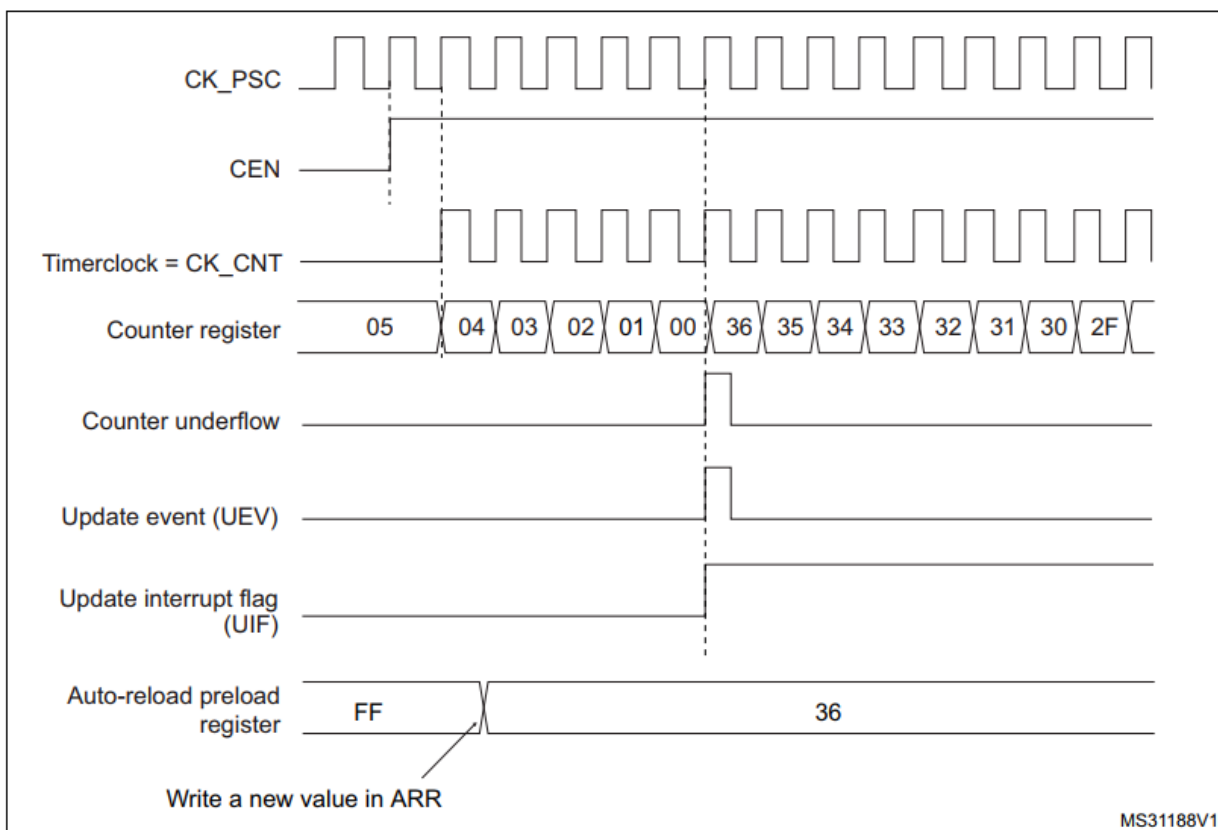 CK_PSC
CEN
Timerclock = CK_CNT
Counter register
05 04 03 02 01 00 36 35 34 33 32 31 30 2F
Counter underflow
Update event (UEV)
Update interrupt flag
(UIF)
Auto-reload preload
register
FF 36
Write a new value in ARR
MS31188V1